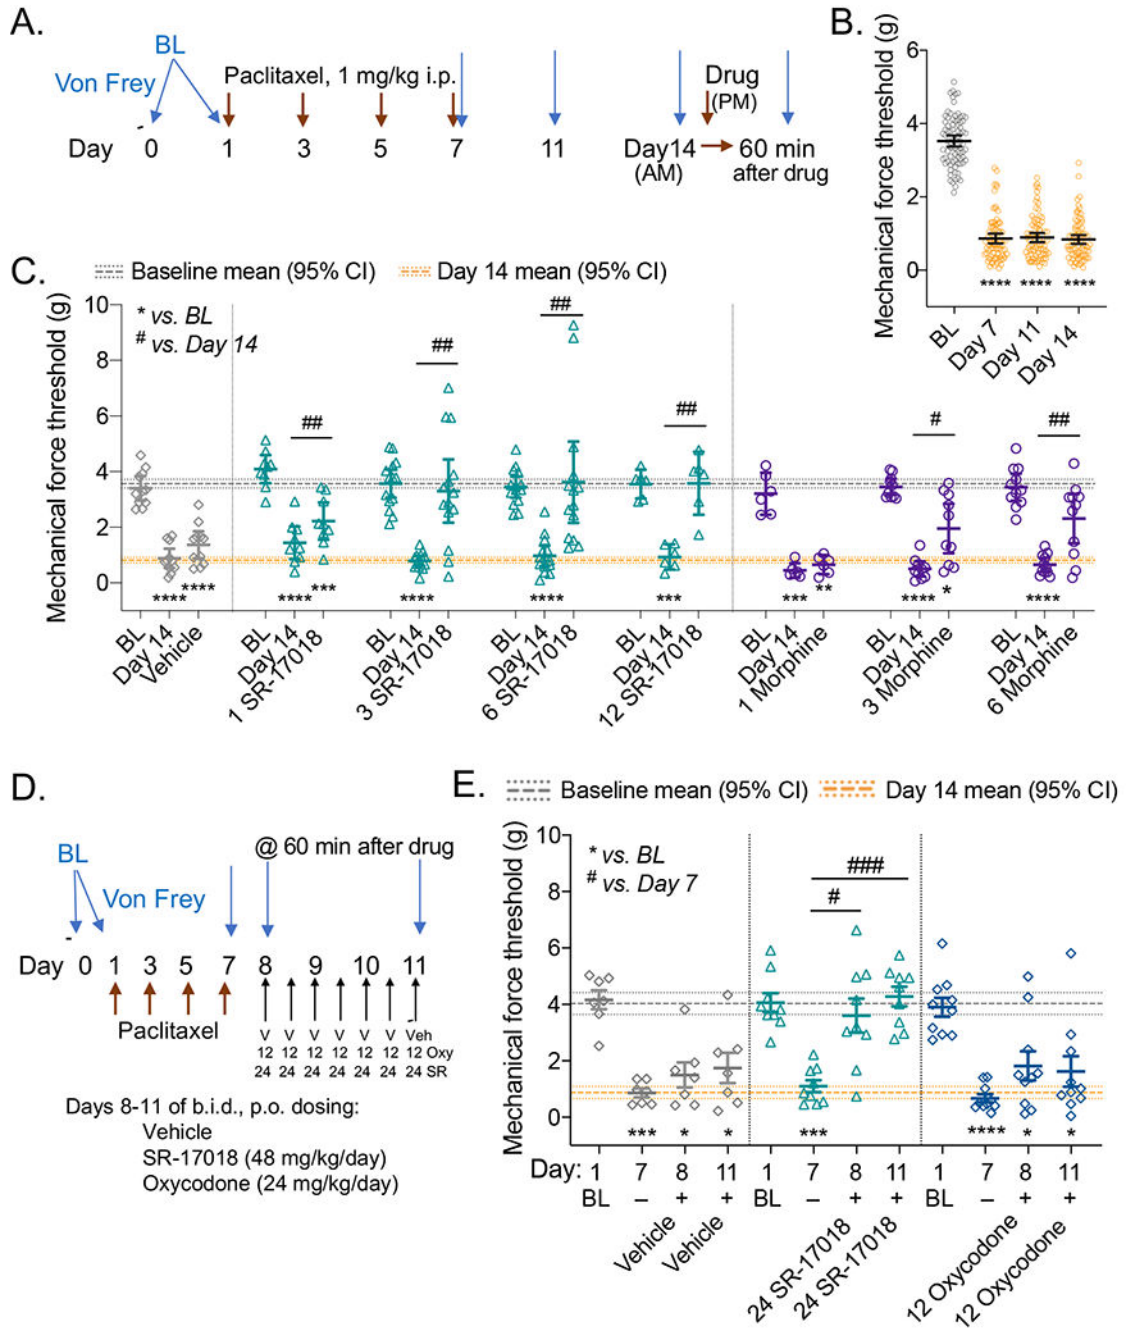 A.
BL
Von Frey
Paclitaxel, 1 mg/kg i.p.
Drug
(PM)
Day 0 1 3 5 7 11 Day14 60 min
(AM) after drug
B.
Mechanical force threshold (g)
6
4
2
0
**** **** ****
BL Day 7 Day 11 Day 14
C.
Baseline mean (95% CI) Day 14 mean (95% CI)
Mechanical force threshold (g)
10
8
6
4
2
0
* vs. BL
# vs. Day 14
## ## ## ## # ##
**** **** **** *** **** **** *** *** ** **** * ****
BL Day 14 Vehicle
BL Day 14 1 SR-17018
BL Day 14 3 SR-17018
BL Day 14 6 SR-17018
BL Day 14 12 SR-17018
BL Day 14 1 Morphine
BL Day 14 3 Morphine
BL Day 14 6 Morphine
D.
BL
Von Frey
@ 60 min after drug
Day 0 1 3 5 7 8 9 10 11
Paclitaxel
V V V V V V Veh
12 12 12 12 12 12 12 Oxy
24 24 24 24 24 24 24 SR
Days 8-11 of b.i.d., p.o. dosing:
Vehicle
SR-17018 (48 mg/kg/day)
Oxycodone (24 mg/kg/day)
E.
Baseline mean (95% CI) Day 14 mean (95% CI)
Mechanical force threshold (g)
10
8
6
4
2
0
* vs. BL
# vs. Day 7
###
#
*** * * *** **** * *
Day: 1 7 8 11 1 7 8 11 1 7 8 11
BL – + + BL – + + BL – + +
Vehicle
Vehicle
24 SR-17018
24 SR-17018
12 Oxycodone
12 Oxycodone